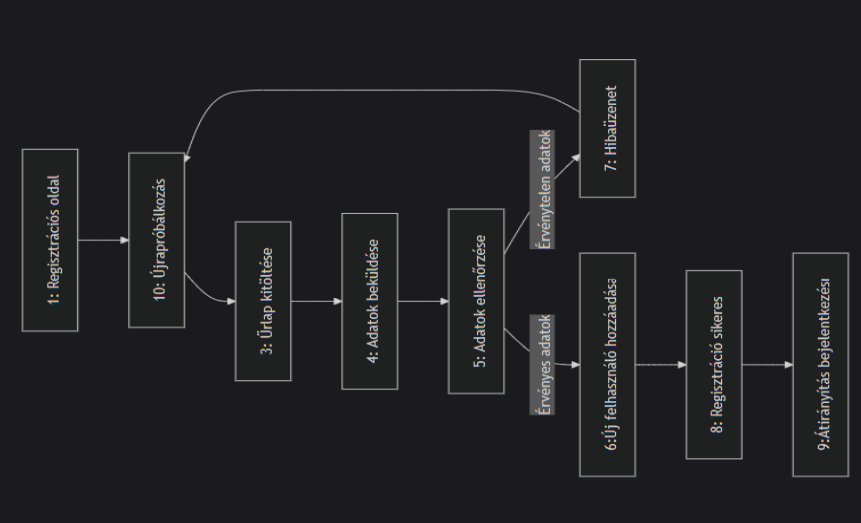 1: Regisztrációs oldal
10: Újrapróbálkozás
3: Űrlap kitöltése
4: Adatok beküldése
5: Adatok ellenőrzése
Érvénytelen adatok
Érvényes adatok
7: Hibaüzenet
6:Új felhasználó hozzáadása
8: Regisztráció sikeres
9:Átirányítás bejelentkezési